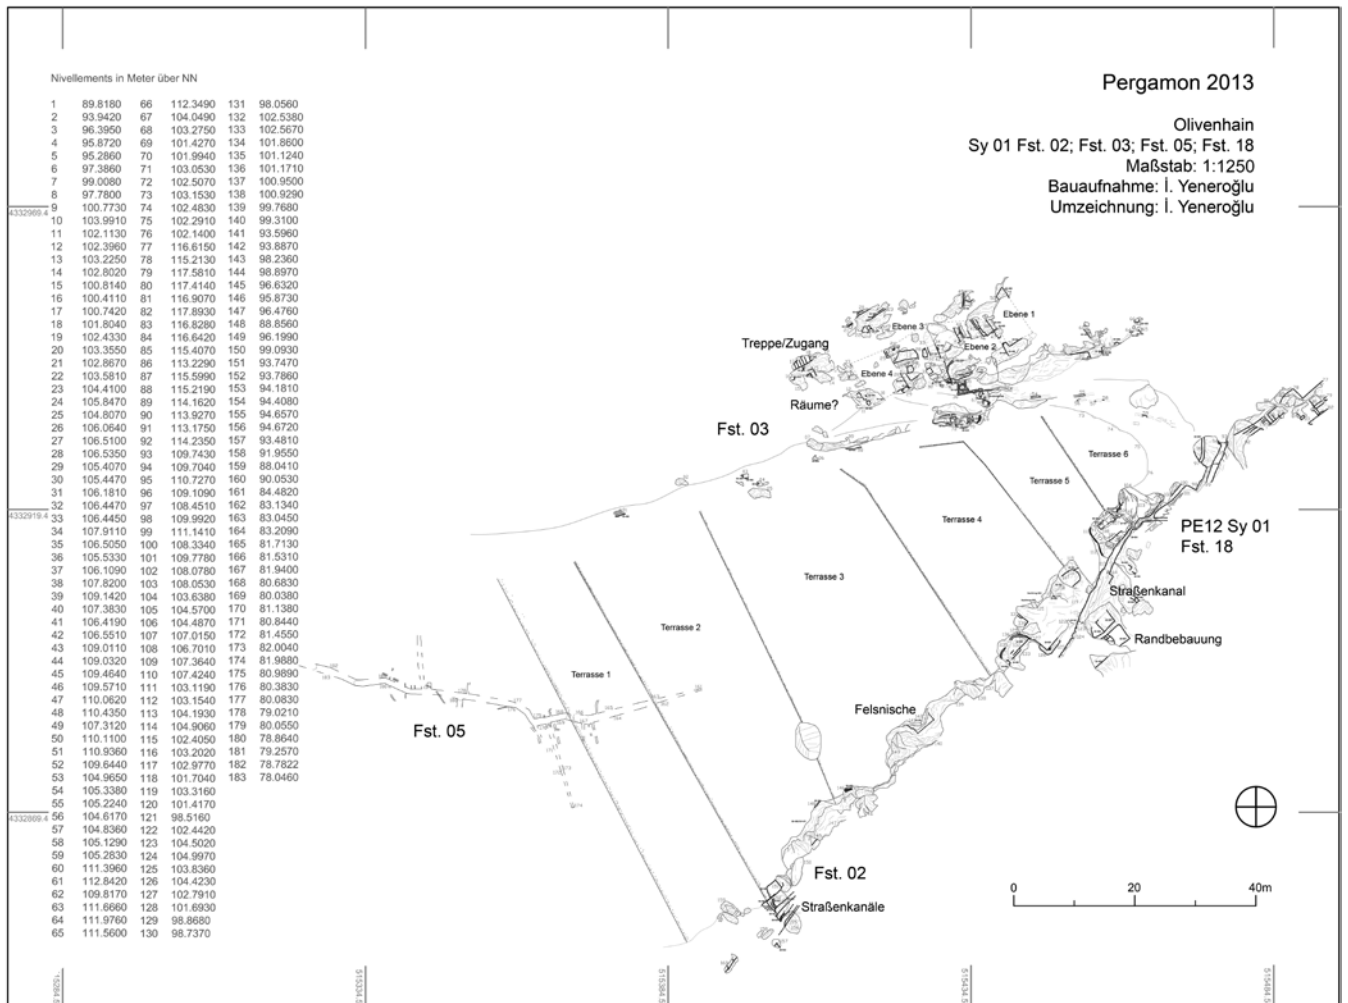 Nivellements in Meter über NN
1 89.8180 66 112.3490 131 98.0560
2 93.9420 67 104.0490 132 102.5380
3 96.3950 68 103.2750 133 102.5670
4 95.8720 69 101.4270 134 101.8600
5 95.2860 70 101.9940 135 101.1240
6 97.3860 71 103.0530 136 101.1710
7 99.0080 72 102.5070 137 100.9500
8 97.7800 73 103.1530 138 100.9290
9 100.7730 74 102.4830 139 99.7680
10 103.9910 75 102.2910 140 99.3100
11 102.1130 76 102.1400 141 93.5960
12 102.3960 77 116.6150 142 93.8870
13 103.2250 78 115.2130 143 98.2360
14 102.8020 79 117.5810 144 98.8970
15 100.8140 80 117.4140 145 96.6320
16 100.4110 81 116.9070 146 95.8730
17 100.7420 82 117.8930 147 96.4760
18 101.8040 83 116.8280 148 88.8560
19 102.4330 84 116.6420 149 96.1990
20 103.3550 85 115.4070 150 99.0930
21 102.8670 86 113.2290 151 93.7470
22 103.5810 87 115.5990 152 93.7860
23 104.4100 88 115.2190 153 94.1810
24 105.8470 89 114.1620 154 94.4080
25 104.8070 90 113.9270 155 94.6570
26 106.0640 91 113.1750 156 94.6720
27 106.5100 92 114.2350 157 93.4810
28 106.5350 93 109.7430 158 91.9550
29 105.4070 94 109.7040 159 88.0410
30 105.4470 95 110.7270 160 90.0530
31 106.1810 96 109.1090 161 84.4820
32 106.4470 97 108.4510 162 83.1340
33 106.4450 98 109.9920 163 83.0450
34 107.9110 99 111.1410 164 83.2090
35 106.5050 100 108.3340 165 81.7130
36 105.5330 101 109.7780 166 81.5310
37 106.1090 102 108.0780 167 81.9400
38 107.8200 103 108.0530 168 80.6830
39 109.1420 104 103.6380 169 80.0380
40 107.3830 105 104.5700 170 81.1380
41 106.4190 106 104.4870 171 80.8440
42 106.5510 107 107.0150 172 81.4550
43 109.0110 108 106.7010 173 82.0040
44 109.0320 109 107.3640 174 81.9880
45 109.4640 110 107.4240 175 80.9890
46 109.5710 111 103.1190 176 80.3830
47 110.0620 112 103.1540 177 80.0830
48 110.4350 113 104.1930 178 79.0210
49 107.3120 114 104.9060 179 80.0550
50 110.1100 115 102.4050 180 78.8640
51 110.9360 116 103.2020 181 79.2570
52 109.6440 117 102.9770 182 78.7822
53 104.9650 118 101.7040 183 78.0460
54 105.3380 119 103.3160
55 105.2240 120 101.4170
56 104.6170 121 98.5160
57 104.8360 122 102.4420
58 105.1290 123 104.5020
59 105.2830 124 104.9970
60 111.3960 125 103.8360
61 112.8420 126 104.4230
62 109.8170 127 102.7910
63 111.6660 128 101.6930
64 111.9760 129 98.8680
65 111.5600 130 98.7370
4332969.4
4332919.4
4332869.4
Pergamon 2013
Olivenhain
Sy 01 Fst. 02; Fst. 03; Fst. 05; Fst. 18
Maßstab: 1:1250
Bauaufnahme: İ. Yeneroğlu
Umzeichnung: İ. Yeneroğlu
Ebene 1
Ebene 3
Treppe/Zugang
Ebene 2
Ebene 4
Räume?
Fst. 03
Terrasse 6
Terrasse 5
Terrasse 4
PE12 Sy 01
Fst. 18
Terrasse 3
Straßenkanal
Terrasse 2
Randbebauung
Terrasse 1
Felsnische
Fst. 05
Fst. 02
Straßenkanäle
0 20 40m